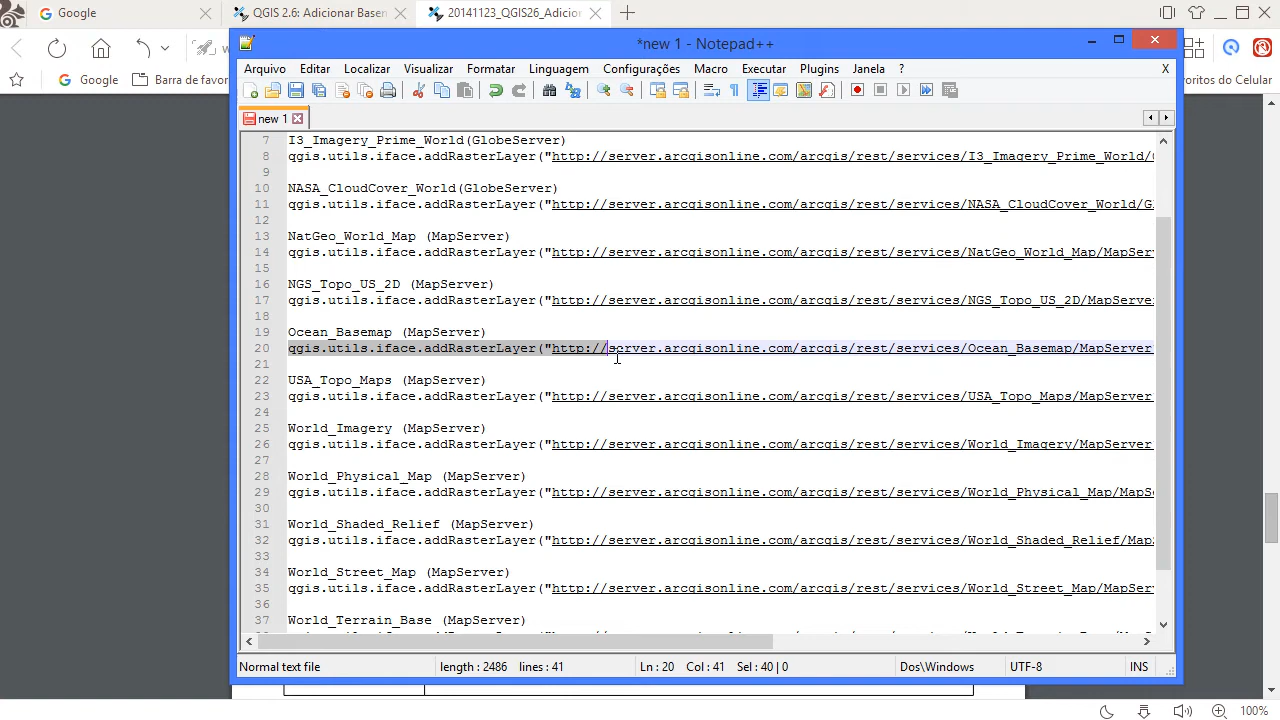 Google
QGIS 2.6: Adicionar Basen
20141123_QGIS26_Adicio
*new 1 - Notepad++
Google
Barra de favor
oritos do Celular
Arquivo Editar Localizar Visualizar Formatar Linguagem Configurações Macro Executar Plugins Janela ? X
new 1
7 I3_Imagery_Prime_World(GlobeServer)
8 qgis.utils.iface.addRasterLayer("http://server.arcgisonline.com/arcgis/rest/services/I3_Imagery_Prime_World/
9
10 NASA_CloudCover_World(GlobeServer)
11 qgis.utils.iface.addRasterLayer("http://server.arcgisonline.com/arcgis/rest/services/NASA_CloudCover_World/G
12
13 NatGeo_World_Map (MapServer)
14 qgis.utils.iface.addRasterLayer("http://server.arcgisonline.com/arcgis/rest/services/NatGeo_World_Map/MapSer
15
16 NGS_Topo_US_2D (MapServer)
17 qgis.utils.iface.addRasterLayer("http://server.arcgisonline.com/arcgis/rest/services/NGS_Topo_US_2D/MapServe
18
19 Ocean_Basemap (MapServer)
20 qgis.utils.iface.addRasterLayer("http://server.arcgisonline.com/arcgis/rest/services/Ocean_Basemap/MapServer
21
22 USA_Topo_Maps (MapServer)
23 qgis.utils.iface.addRasterLayer("http://server.arcgisonline.com/arcgis/rest/services/USA_Topo_Maps/MapServer
24
25 World_Imagery (MapServer)
26 qgis.utils.iface.addRasterLayer("http://server.arcgisonline.com/arcgis/rest/services/World_Imagery/MapServer
27
28 World_Physical_Map (MapServer)
29 qgis.utils.iface.addRasterLayer("http://server.arcgisonline.com/arcgis/rest/services/World_Physical_Map/MapS
30
31 World_Shaded_Relief (MapServer)
32 qgis.utils.iface.addRasterLayer("http://server.arcgisonline.com/arcgis/rest/services/World_Shaded_Relief/Map
33
34 World_Street_Map (MapServer)
35 qgis.utils.iface.addRasterLayer("http://server.arcgisonline.com/arcgis/rest/services/World_Street_Map/MapSer
36
37 World_Terrain_Base (MapServer)
Normal text file length : 2486 lines : 41 Ln : 20 Col : 41 Sel : 40 | 0 Dos\Windows UTF-8 INS
100%